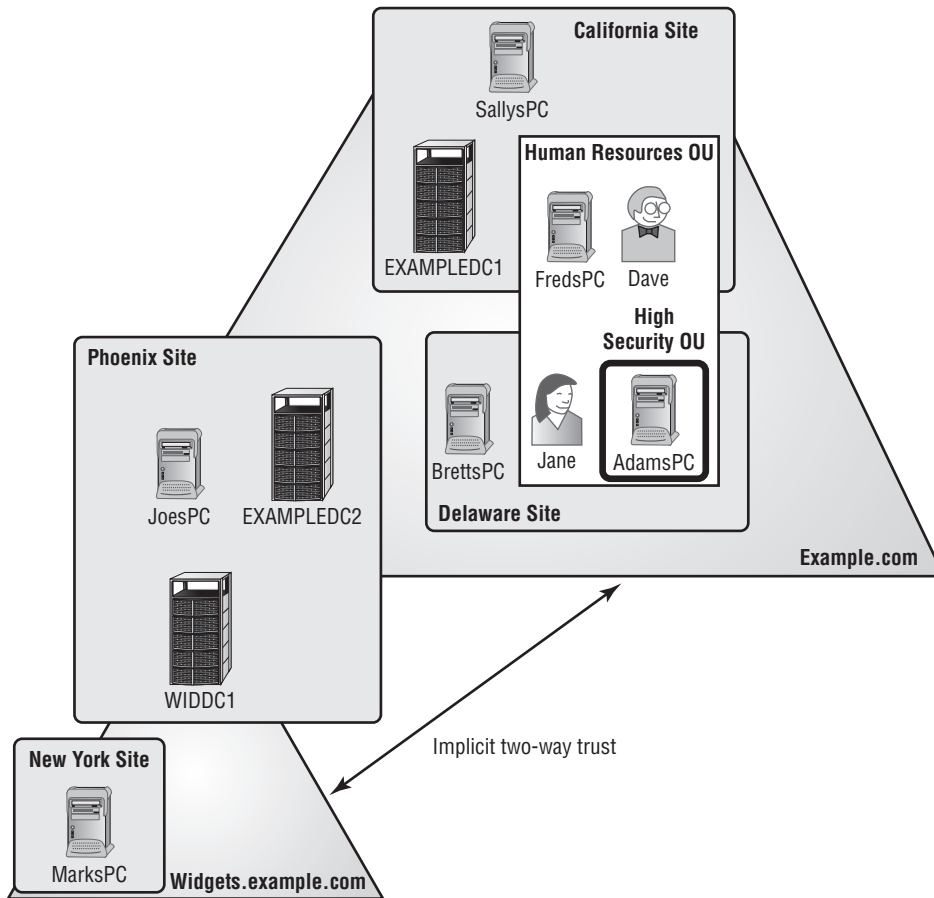 California Site
SallysPC
Human Resources OU
EXAMPLEDC1
FredsPC
Dave
High
Security OU
Phoenix Site
JoesPC
EXAMPLEDC2
BrettsPC
Jane
AdamsPC
Delaware Site
Example.com
WIDDC1
Implicit two-way trust
New York Site
MarksPC
Widgets.example.com